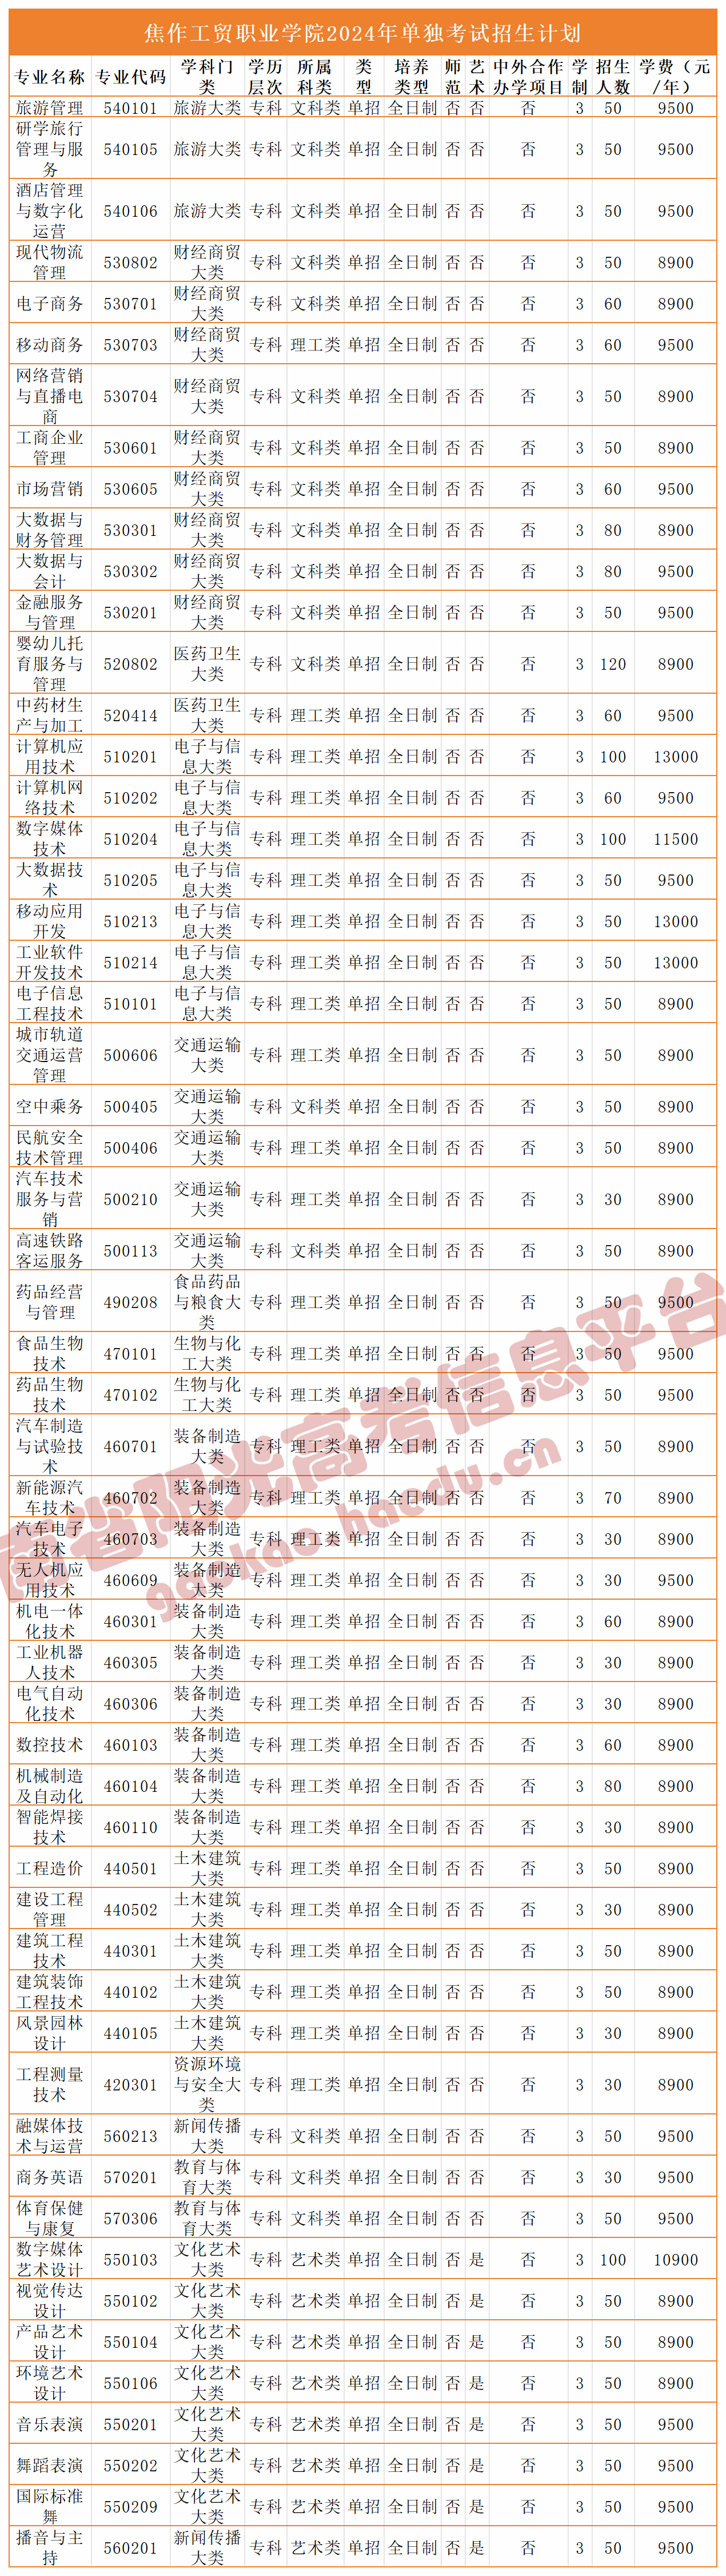 焦作工贸职业学院2024年单独考试招生计划
专业名称 专业代码 学科门类 学历层次 所属科类 类型 培养类型 师范 艺术 中外合作办学项目 学制 招生人数 学费（元/年）
旅游管理 540101 旅游大类 专科 文科类 单招 全日制 否 否 否 3 50 9500
研学旅行管理与服务 540105 旅游大类 专科 文科类 单招 全日制 否 否 否 3 50 9500
酒店管理与数字化运营 540106 旅游大类 专科 文科类 单招 全日制 否 否 否 3 50 9500
现代物流管理 530802 财经商贸大类 专科 文科类 单招 全日制 否 否 否 3 50 8900
电子商务 530701 财经商贸大类 专科 文科类 单招 全日制 否 否 否 3 60 8900
移动商务 530703 财经商贸大类 专科 理工类 单招 全日制 否 否 否 3 60 9500
网络营销与直播电商 530704 财经商贸大类 专科 文科类 单招 全日制 否 否 否 3 50 8900
工商企业管理 530601 财经商贸大类 专科 文科类 单招 全日制 否 否 否 3 50 8900
市场营销 530605 财经商贸大类 专科 文科类 单招 全日制 否 否 否 3 60 9500
大数据与财务管理 530301 财经商贸大类 专科 文科类 单招 全日制 否 否 否 3 80 8900
大数据与会计 530302 财经商贸大类 专科 文科类 单招 全日制 否 否 否 3 80 9500
金融服务与管理 530201 财经商贸大类 专科 文科类 单招 全日制 否 否 否 3 50 9500
婴幼儿托育服务与管理 520802 医药卫生大类 专科 文科类 单招 全日制 否 否 否 3 120 8900
中药材生产与加工 520414 医药卫生大类 专科 理工类 单招 全日制 否 否 否 3 60 9500
计算机应用技术 510201 电子与信息大类 专科 理工类 单招 全日制 否 否 否 3 100 13000
计算机网络技术 510202 电子与信息大类 专科 理工类 单招 全日制 否 否 否 3 60 9500
数字媒体技术 510204 电子与信息大类 专科 理工类 单招 全日制 否 否 否 3 100 11500
大数据技术 510205 电子与信息大类 专科 理工类 单招 全日制 否 否 否 3 50 9500
移动应用开发 510213 电子与信息大类 专科 理工类 单招 全日制 否 否 否 3 50 13000
工业软件开发技术 510214 电子与信息大类 专科 理工类 单招 全日制 否 否 否 3 50 13000
电子信息工程技术 510101 电子与信息大类 专科 理工类 单招 全日制 否 否 否 3 50 8900
城市轨道交通运营管理 500606 交通运输大类 专科 理工类 单招 全日制 否 否 否 3 50 8900
空中乘务 500405 交通运输大类 专科 文科类 单招 全日制 否 否 否 3 50 8900
民航安全技术管理 500406 交通运输大类 专科 理工类 单招 全日制 否 否 否 3 50 8900
汽车技术服务与营销 500210 交通运输大类 专科 理工类 单招 全日制 否 否 否 3 30 8900
高速铁路客运服务 500113 交通运输大类 专科 文科类 单招 全日制 否 否 否 3 50 8900
药品经营与管理 490208 食品药品与粮食大类 专科 理工类 单招 全日制 否 否 否 3 50 9500
食品生物技术 470101 生物与化工大类 专科 理工类 单招 全日制 否 否 否 3 50 9500
药品生物技术 470102 生物与化工大类 专科 理工类 单招 全日制 否 否 否 3 50 9500
汽车制造与试验技术 460701 装备制造大类 专科 理工类 单招 全日制 否 否 否 3 50 8900
新能源汽车技术 460702 装备制造大类 专科 理工类 单招 全日制 否 否 否 3 70 8900
汽车电子技术 460703 装备制造大类 专科 理工类 单招 全日制 否 否 否 3 30 8900
无人机应用技术 460609 装备制造大类 专科 理工类 单招 全日制 否 否 否 3 30 9500
机电一体化技术 460301 装备制造大类 专科 理工类 单招 全日制 否 否 否 3 60 8900
工业机器人技术 460305 装备制造大类 专科 理工类 单招 全日制 否 否 否 3 30 8900
电气自动化技术 460306 装备制造大类 专科 理工类 单招 全日制 否 否 否 3 30 8900
数控技术 460103 装备制造大类 专科 理工类 单招 全日制 否 否 否 3 60 8900
机械制造及自动化 460104 装备制造大类 专科 理工类 单招 全日制 否 否 否 3 80 8900
智能焊接技术 460110 装备制造大类 专科 理工类 单招 全日制 否 否 否 3 30 8900
工程造价 440501 土木建筑大类 专科 理工类 单招 全日制 否 否 否 3 50 8900
建设工程管理 440502 土木建筑大类 专科 理工类 单招 全日制 否 否 否 3 30 8900
建筑工程技术 440301 土木建筑大类 专科 理工类 单招 全日制 否 否 否 3 50 8900
建筑装饰工程技术 440102 土木建筑大类 专科 理工类 单招 全日制 否 否 否 3 50 8900
风景园林设计 440105 土木建筑大类 专科 理工类 单招 全日制 否 否 否 3 30 8900
工程测量技术 420301 资源环境与安全大类 专科 理工类 单招 全日制 否 否 否 3 30 8900
融媒体技术与运营 560213 新闻传播大类 专科 文科类 单招 全日制 否 否 否 3 50 9500
商务英语 570201 教育与体育大类 专科 文科类 单招 全日制 否 否 否 3 30 9500
体育保健与康复 570306 教育与体育大类 专科 文科类 单招 全日制 否 否 否 3 50 9500
数字媒体艺术设计 550103 文化艺术大类 专科 艺术类 单招 全日制 否 是 否 3 100 10900
视觉传达设计 550102 文化艺术大类 专科 艺术类 单招 全日制 否 是 否 3 50 8900
产品艺术设计 550104 文化艺术大类 专科 艺术类 单招 全日制 否 是 否 3 50 8900
环境艺术设计 550106 文化艺术大类 专科 艺术类 单招 全日制 否 是 否 3 50 8900
音乐表演 550201 文化艺术大类 专科 艺术类 单招 全日制 否 是 否 3 50 9500
舞蹈表演 550202 文化艺术大类 专科 艺术类 单招 全日制 否 是 否 3 50 9500
国际标准舞 550209 文化艺术大类 专科 艺术类 单招 全日制 否 是 否 3 50 9500
播音与主持 560201 新闻传播大类 专科 艺术类 单招 全日制 否 是 否 3 50 9500
南省阳光高考信息平台
gaokao.haedu.cn